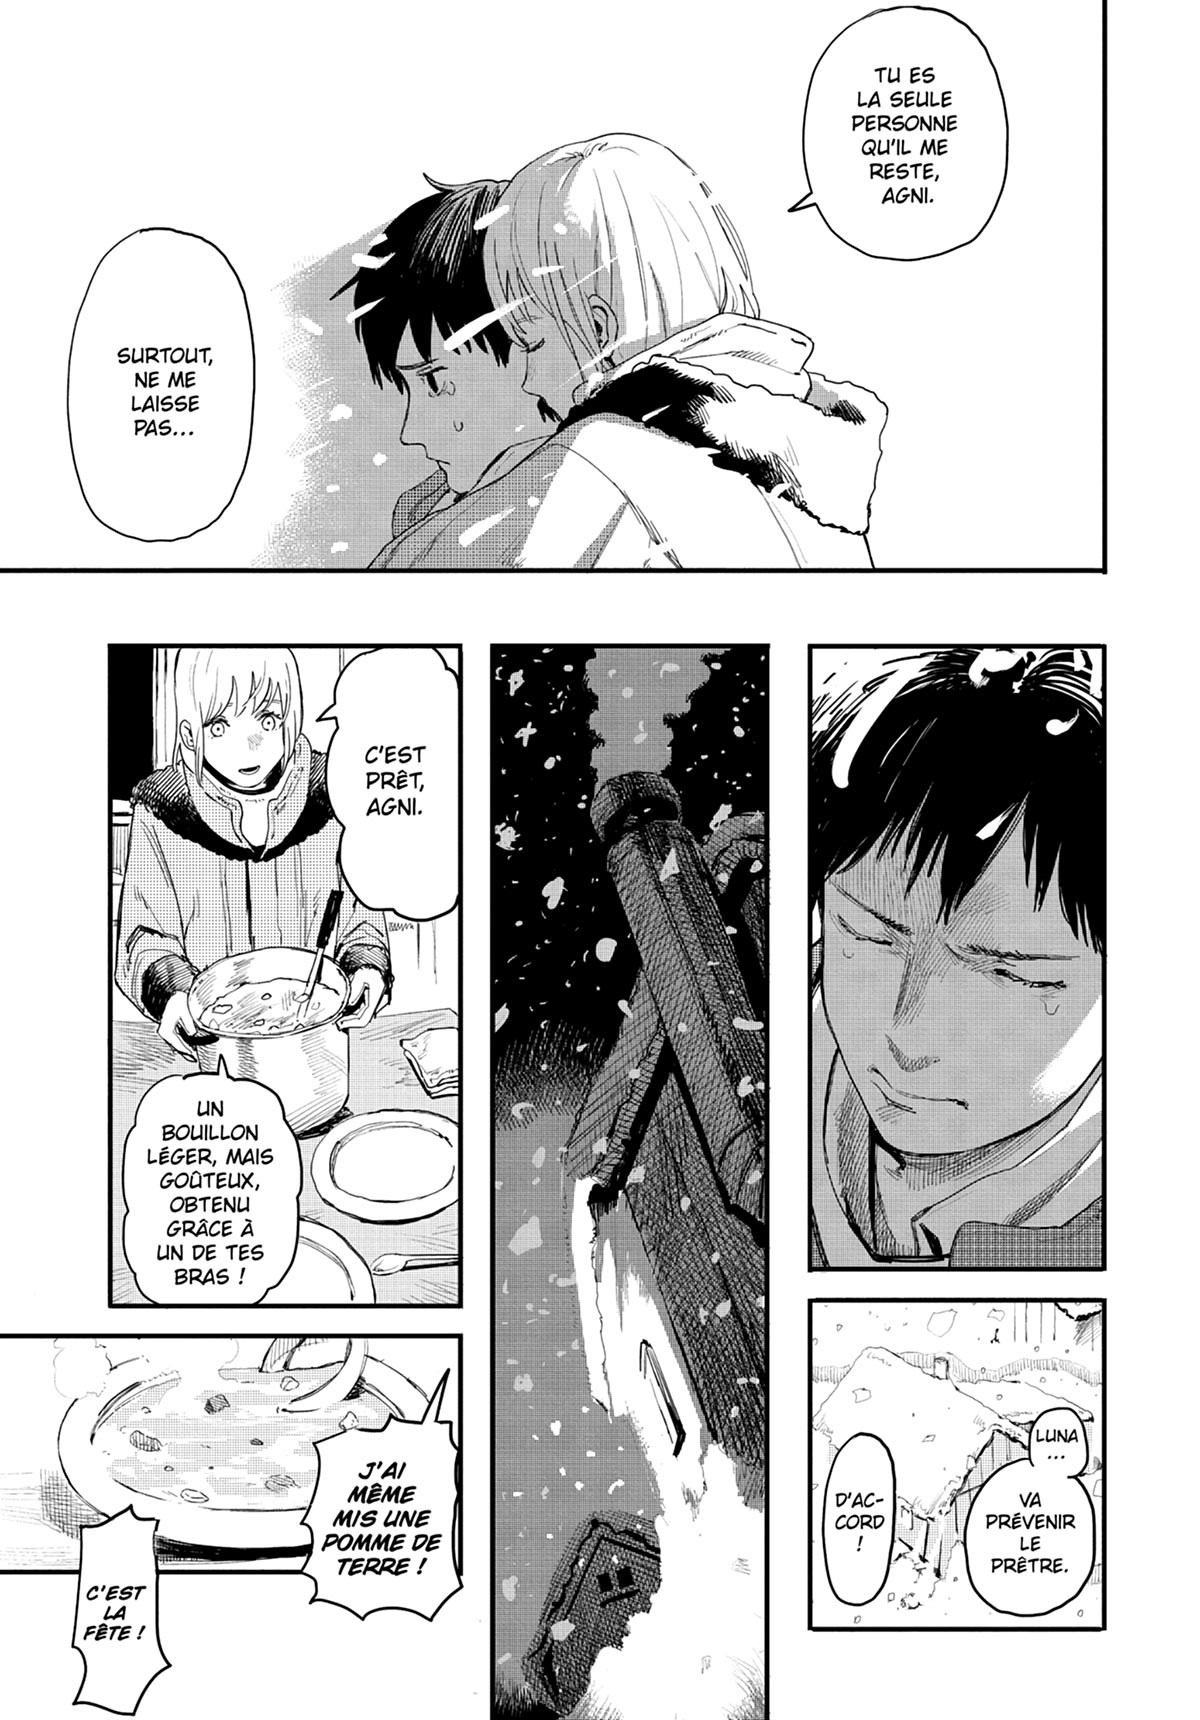 TU ES
LA SEULE
PERSONNE
QU'IL ME
RESTE,
AGNI.
SURTOUT,
NE ME
LAISSE
PAS...
LUNA
...
VA
PRÉVENIR
LE
PRÊTRE.
D'AC-
CORD
!
C'EST
PRÊT,
AGNI.
UN
BOUILLON
LÉGER, MAIS
GOÛTEUX,
OBTENU
GRÂCE À
UN DE TES
BRAS !
J'AI
MÊME
MIS UNE
POMME DE
TERRE !
C'EST
LA
FÊTE !